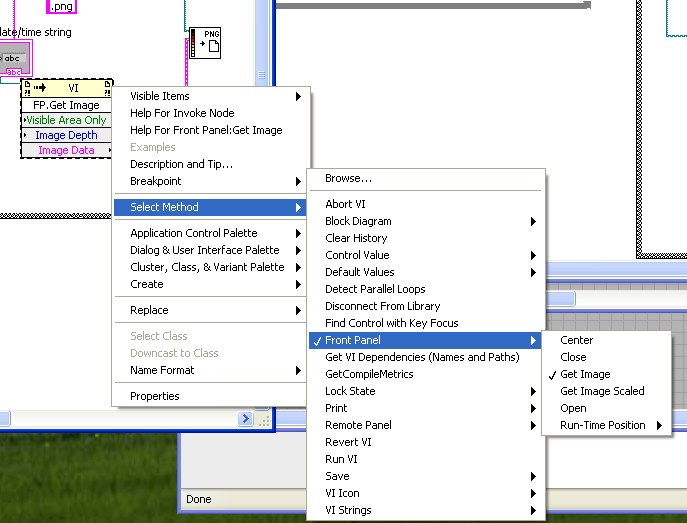 .png
ate/time string
PNG
abc
abc
VI
FP.Get Image
Visible Area Only
Image Depth
Image Data
Visible Items
Help For Invoke Node
Help For Front Panel:Get Image
Examples
Description and Tip...
Breakpoint
Select Method
Application Control Palette
Dialog & User Interface Palette
Cluster, Class, & Variant Palette
Create
Replace
Select Class
Downcast to Class
Name Format
Properties
Browse...
Abort VI
Block Diagram
Clear History
Control Value
Default Values
Detect Parallel Loops
Disconnect From Library
Find Control with Key Focus
Front Panel
Get VI Dependencies (Names and Paths)
GetCompileMetrics
Lock State
Print
Remote Panel
Revert VI
Run VI
Save
VI Icon
VI Strings
Center
Close
Get Image
Get Image Scaled
Open
Run-Time Position
Done